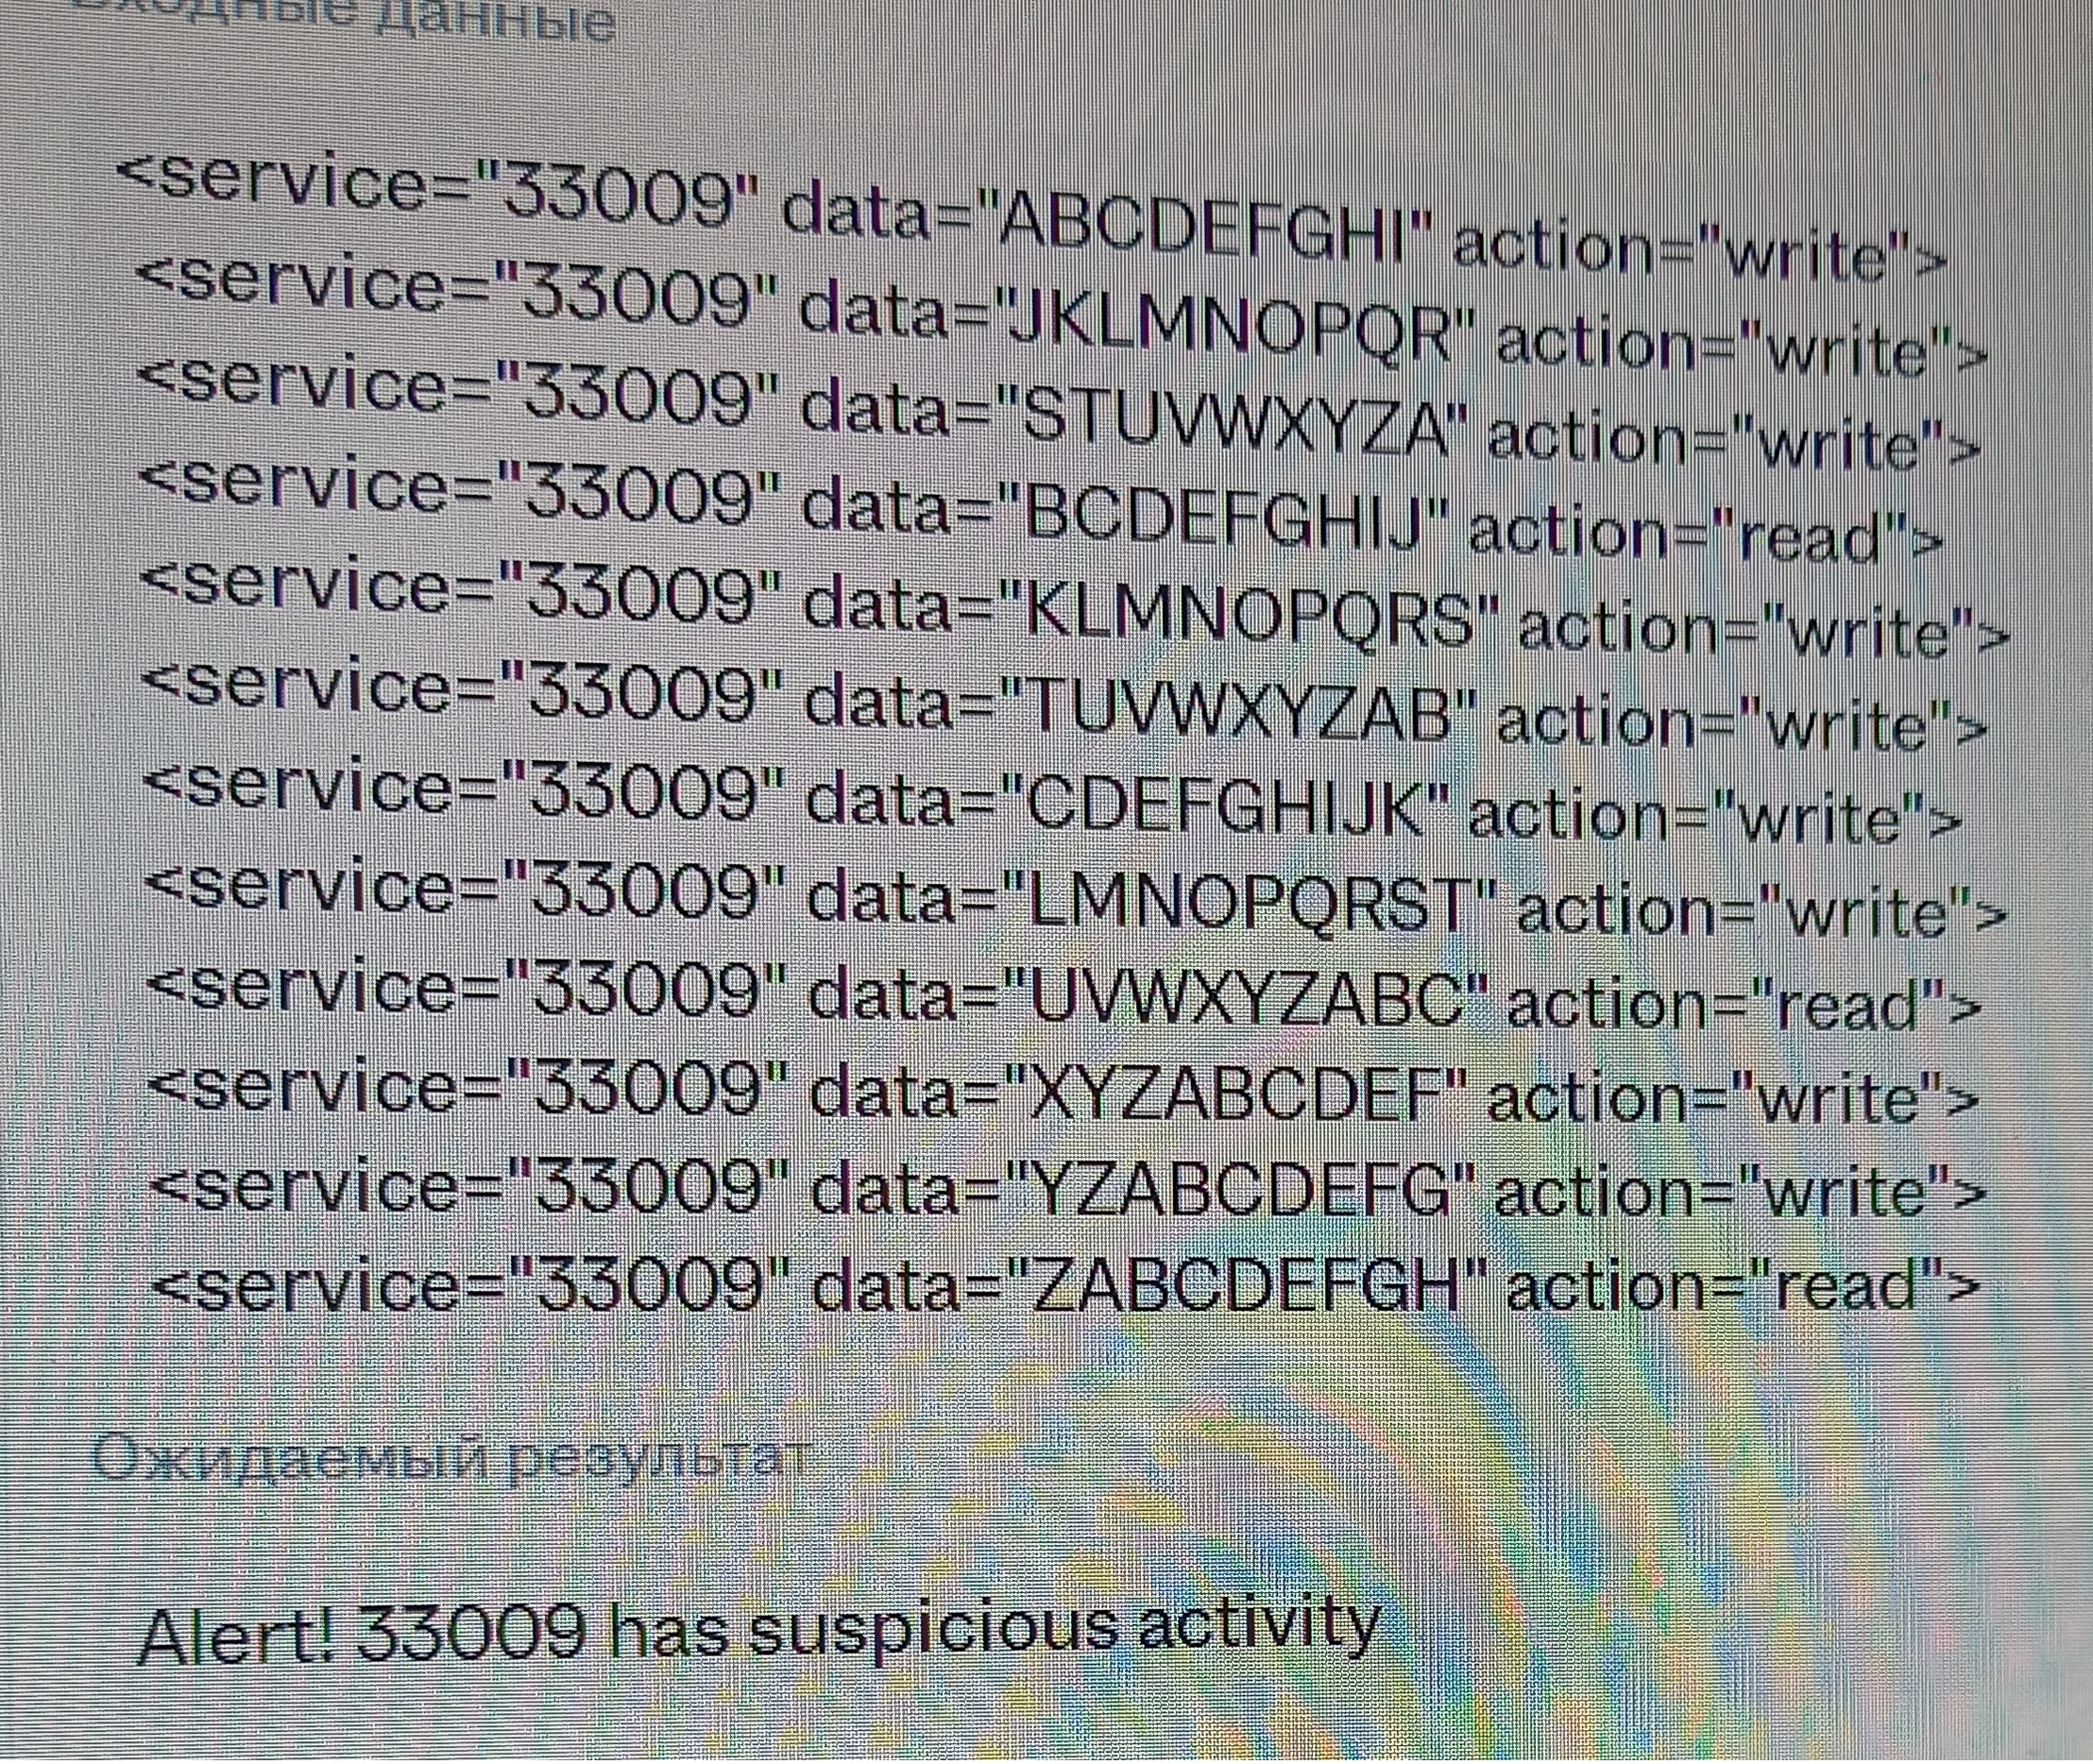 Входные данные
<service="33009" data="ABCDEFGHI" action="write">
<service="33009" data="JKLMNOPQR" action="write">
<service="33009" data="STUVWXYZA" action="write">
<service="33009" data="BCDEFGHIJ" action="read">
<service="33009" data="KLMNOPQRS" action="write">
<service="33009" data="TUVWXYZAB" action="write">
<service="33009" data="CDEFGHIJK" action="write">
<service="33009" data="LMNOPQRST" action="write">
<service="33009" data="UVWXYZABC" action="read">
<service="33009" data="XYZABCDEF" action="write">
<service="33009" data="YZABCDEFG" action="write">
<service="33009" data="ZABCDEFGH" action="read">
Ожидаемый результат
Alert! 33009 has suspicious activity